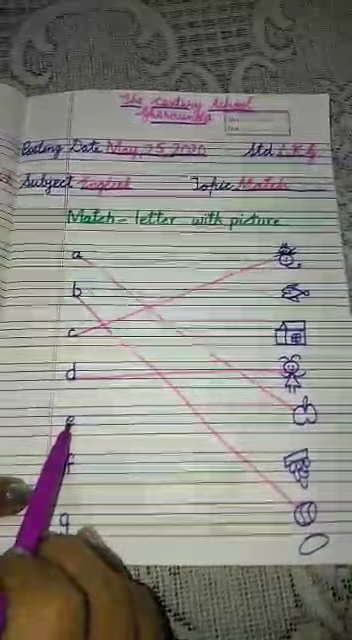 The Century School
Posting Date May, 25, 2020 Std L.K.G
Subject English Topic Match
Match - letter with picture
a
b
c
d
e
f
g